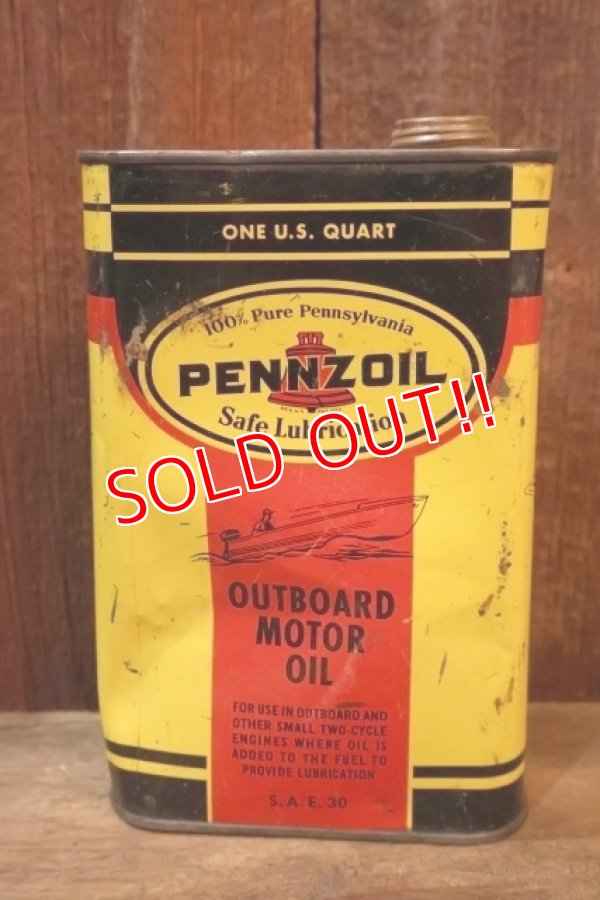 ONE U.S. QUART
100% Pure Pennsylvania
PENNZOIL
Safe Lubrication
SOLD OUT!!
OUTBOARD
MOTOR
OIL
FOR USE IN OUTBOARD AND
OTHER SMALL TWO-CYCLE
ENGINES WHERE OIL IS
ADDED TO THE FUEL TO
PROVIDE LUBRICATION
S.A.E. 30